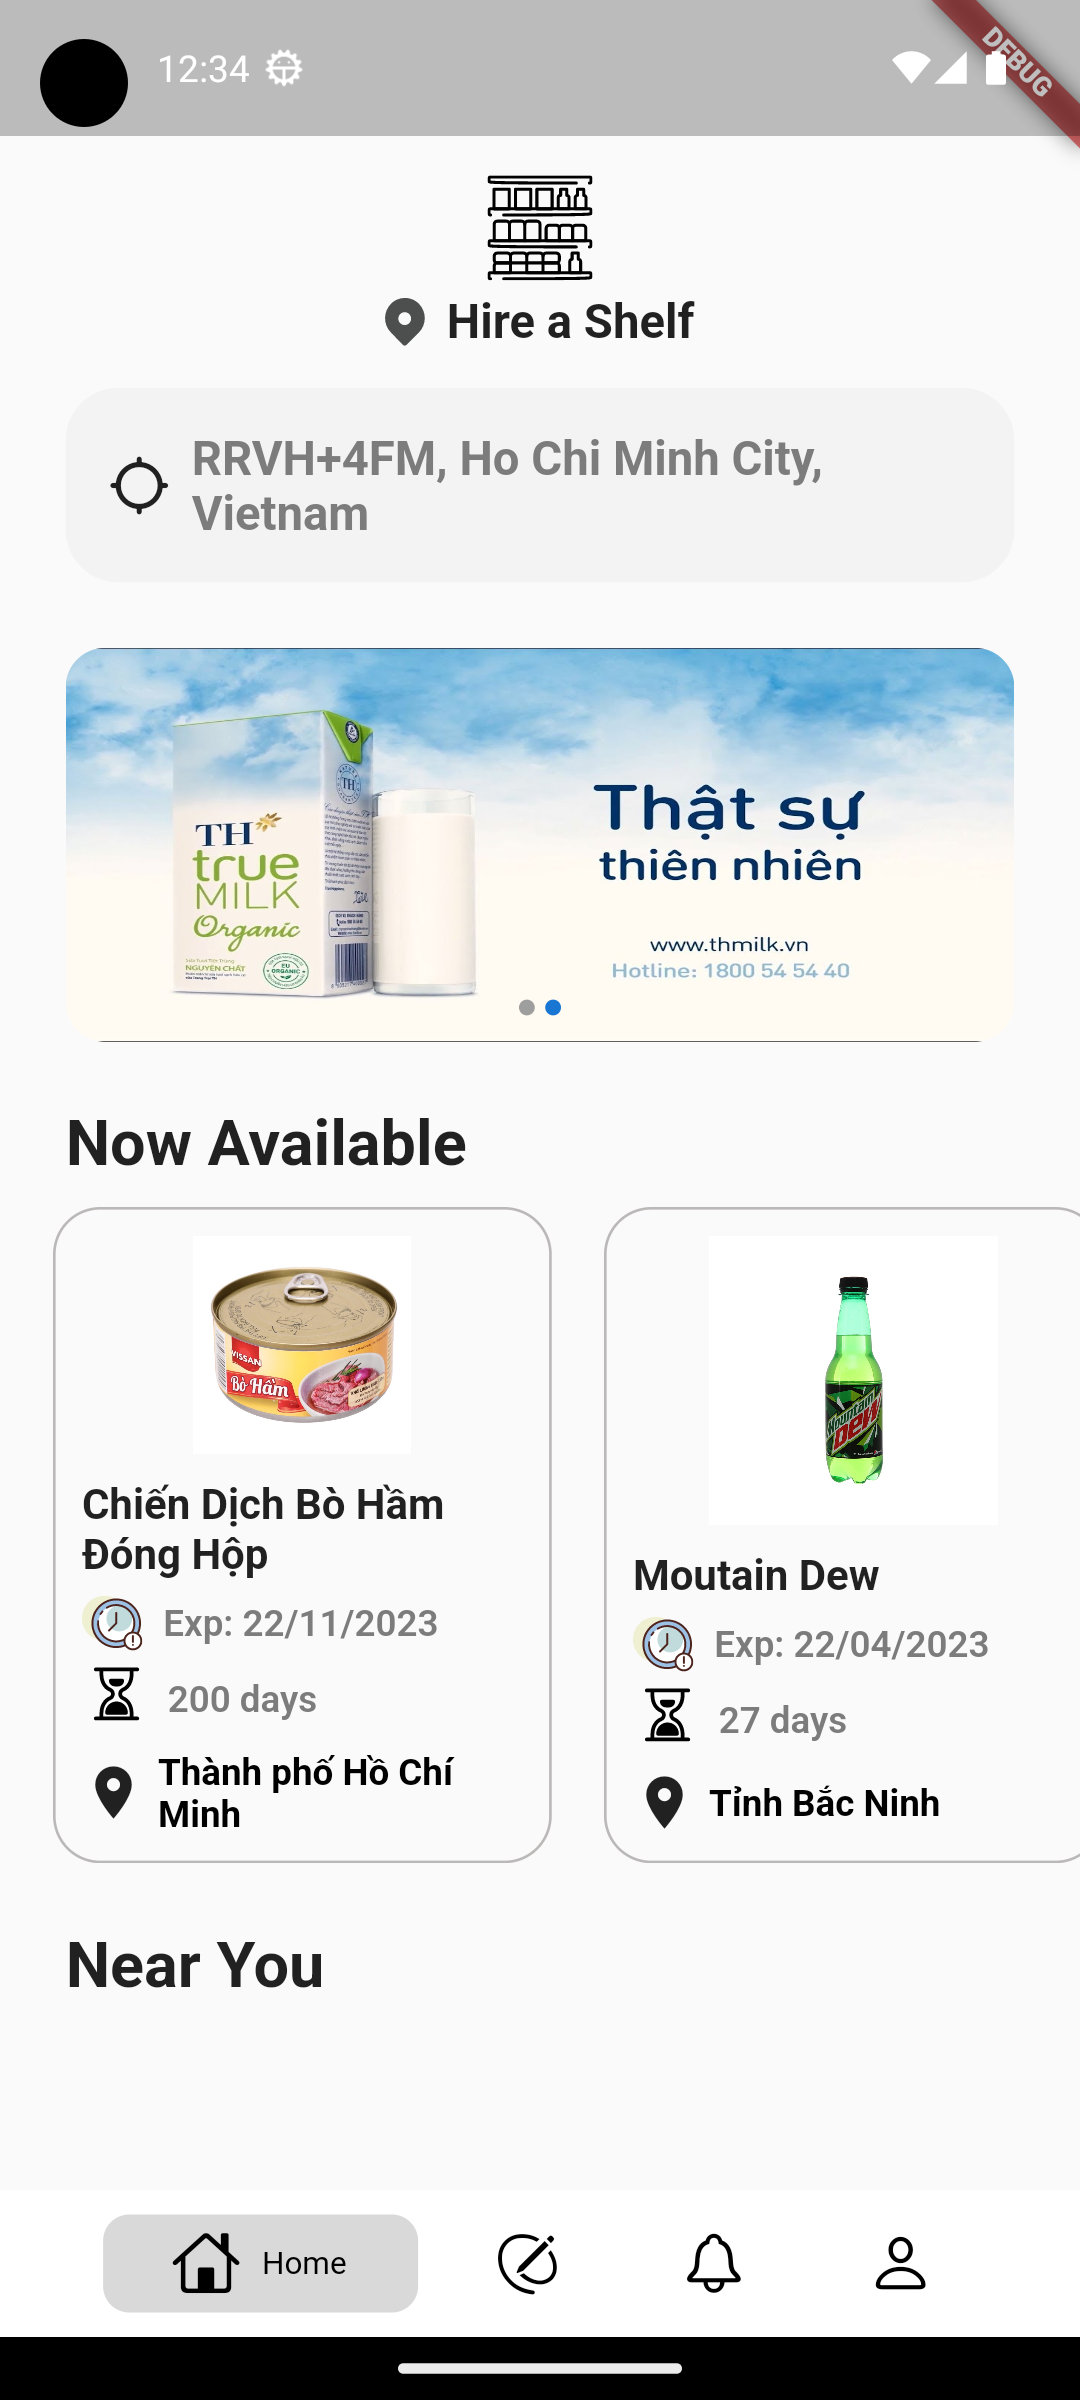 12:34
DEBUG
Hire a Shelf
RRVH+4FM, Ho Chi Minh City,
Vietnam
TH
true
MILK
Organic
NGUYÊN CHẤT
TH
EU
ORGANIC
Thật sự
thiên nhiên
www.thmilk.vn
Hotline: 1800 54 54 40
Now Available
VISSAN
Bò Hầm
Chiến Dịch Bò Hầm
Đóng Hộp
Exp: 22/11/2023
200 days
Thành phố Hồ Chí
Minh
Mountain
Dew
Moutain Dew
Exp: 22/04/2023
27 days
Tỉnh Bắc Ninh
Near You
Home